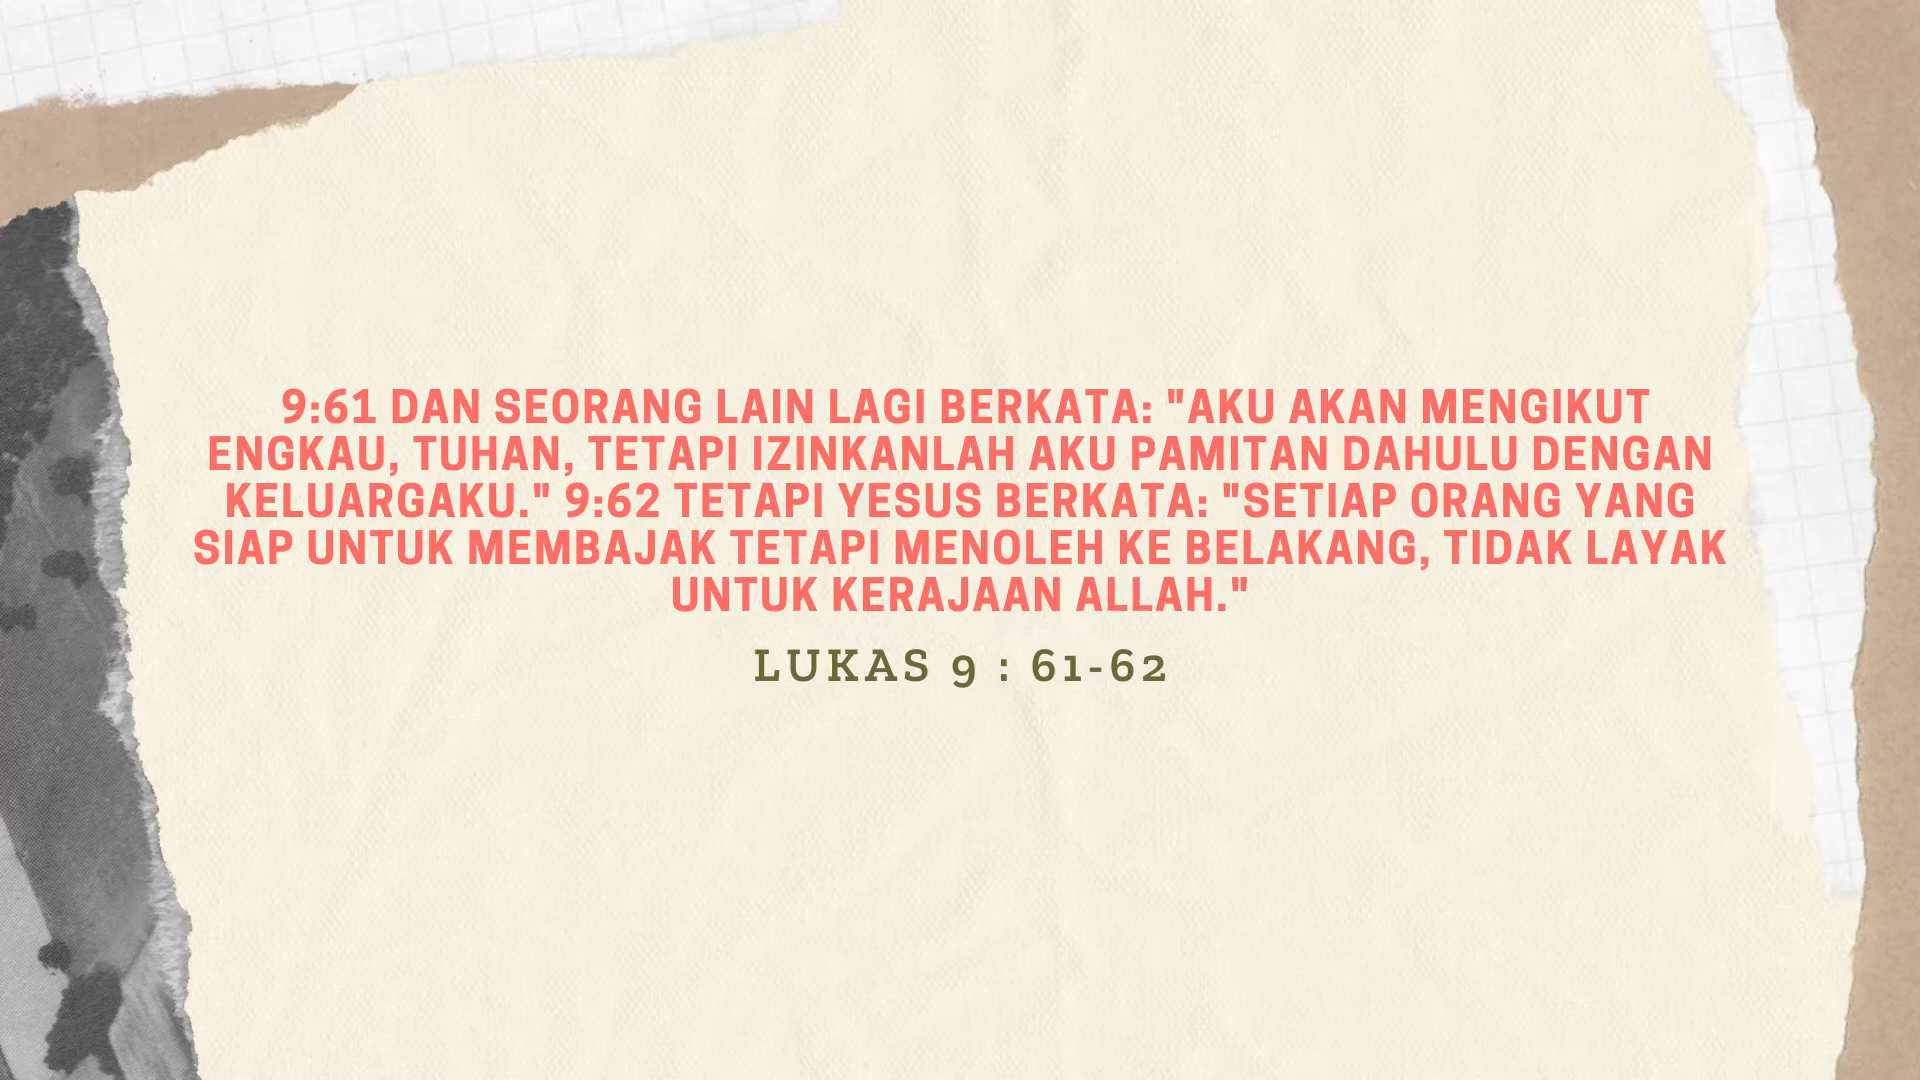 9:61 DAN SEORANG LAIN LAGI BERKATA: "AKU AKAN MENGIKUT
ENGKAU, TUHAN, TETAPI IZINKANLAH AKU PAMITAN DAHULU DENGAN
KELUARGAKU." 9:62 TETAPI YESUS BERKATA: "SETIAP ORANG YANG
SIAP UNTUK MEMBAJAK TETAPI MENOLEH KE BELAKANG, TIDAK LAYAK
UNTUK KERAJAAN ALLAH."
LUKAS 9 : 61-62